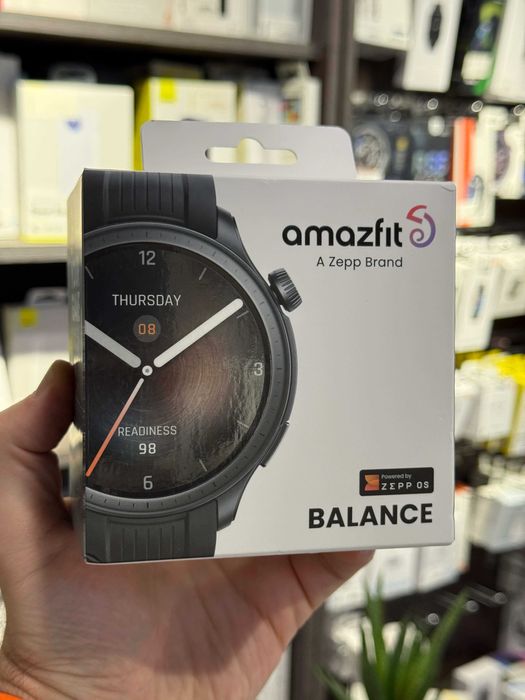 amazfit
A Zepp Brand
12
THURSDAY
08
3
READINESS
98
6
Powered by
ZEPP OS
BALANCE